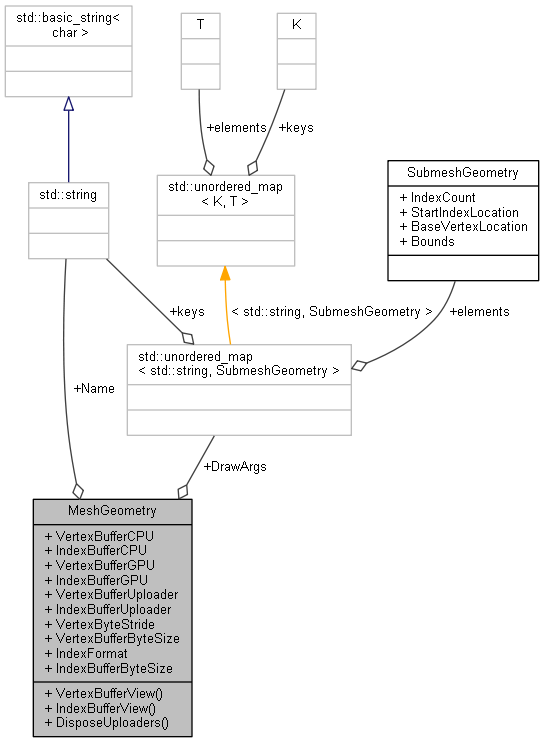 std::basic_string<
char >
T
K
+elements
+keys
std::string
std::unordered_map
< K, T >
SubmeshGeometry
+ IndexCount
+ StartIndexLocation
+ BaseVertexLocation
+ Bounds
+keys
< std::string, SubmeshGeometry >
+elements
std::unordered_map
< std::string, SubmeshGeometry >
+Name
+DrawArgs
MeshGeometry
+ VertexBufferCPU
+ IndexBufferCPU
+ VertexBufferGPU
+ IndexBufferGPU
+ VertexBufferUploader
+ IndexBufferUploader
+ VertexByteStride
+ VertexBufferByteSize
+ IndexFormat
+ IndexBufferByteSize
+ VertexBufferView()
+ IndexBufferView()
+ DisposeUploaders()